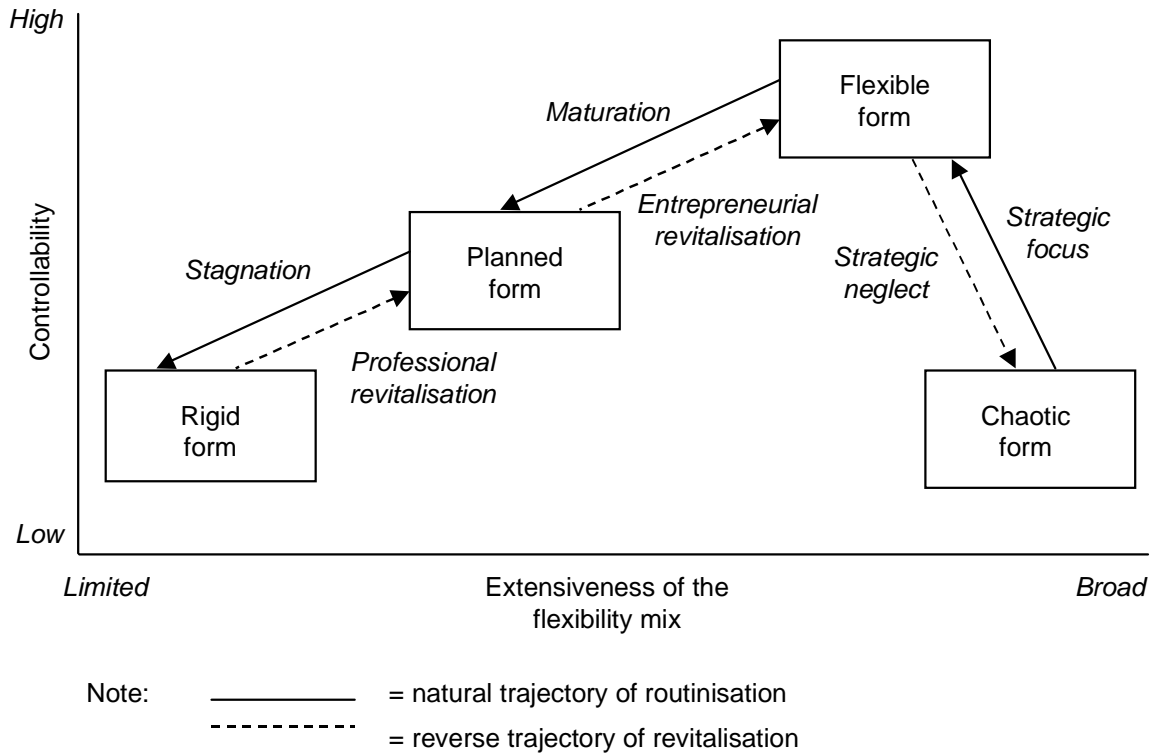 High
Flexible
form
Maturation
Controllability
Entrepreneurial
revitalisation
Strategic
focus
Planned
form
Stagnation
Strategic
neglect
Professional
revitalisation
Rigid
form
Chaotic
form
Low
Limited
Extensiveness of the
flexibility mix
Broad
Note:
= natural trajectory of routinisation
= reverse trajectory of revitalisation